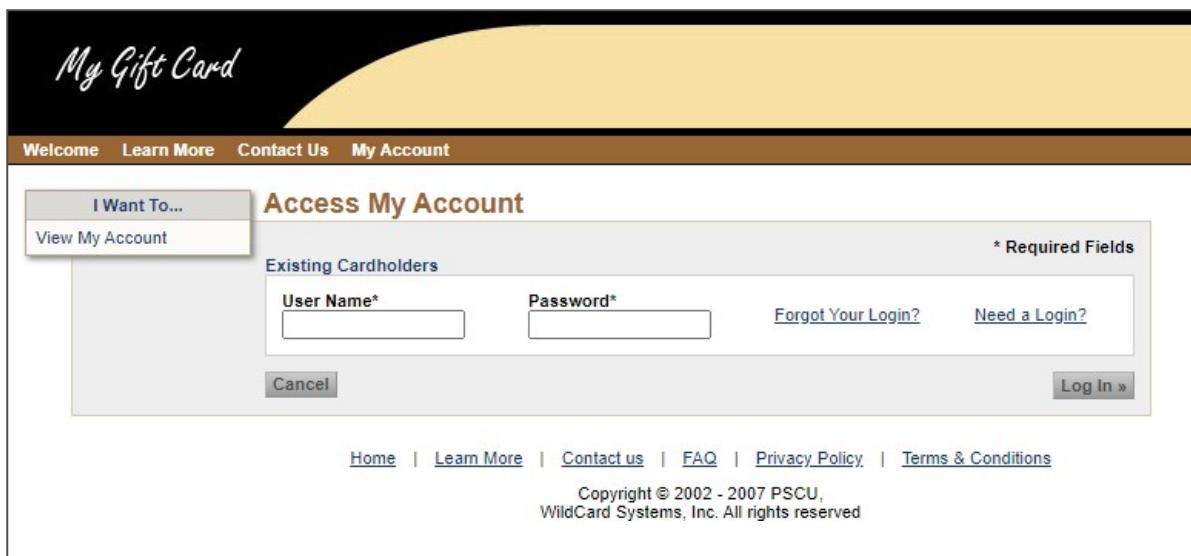 My Gift Card
Welcome Learn More Contact Us My Account
I Want To...
View My Account
Access My Account
* Required Fields
Existing Cardholders
User Name* Password*
Forgot Your Login? Need a Login?
Cancel Log In »
Home | Learn More | Contact us | FAQ | Privacy Policy | Terms & Conditions
Copyright © 2002 - 2007 PSCU,
WildCard Systems, Inc. All rights reserved